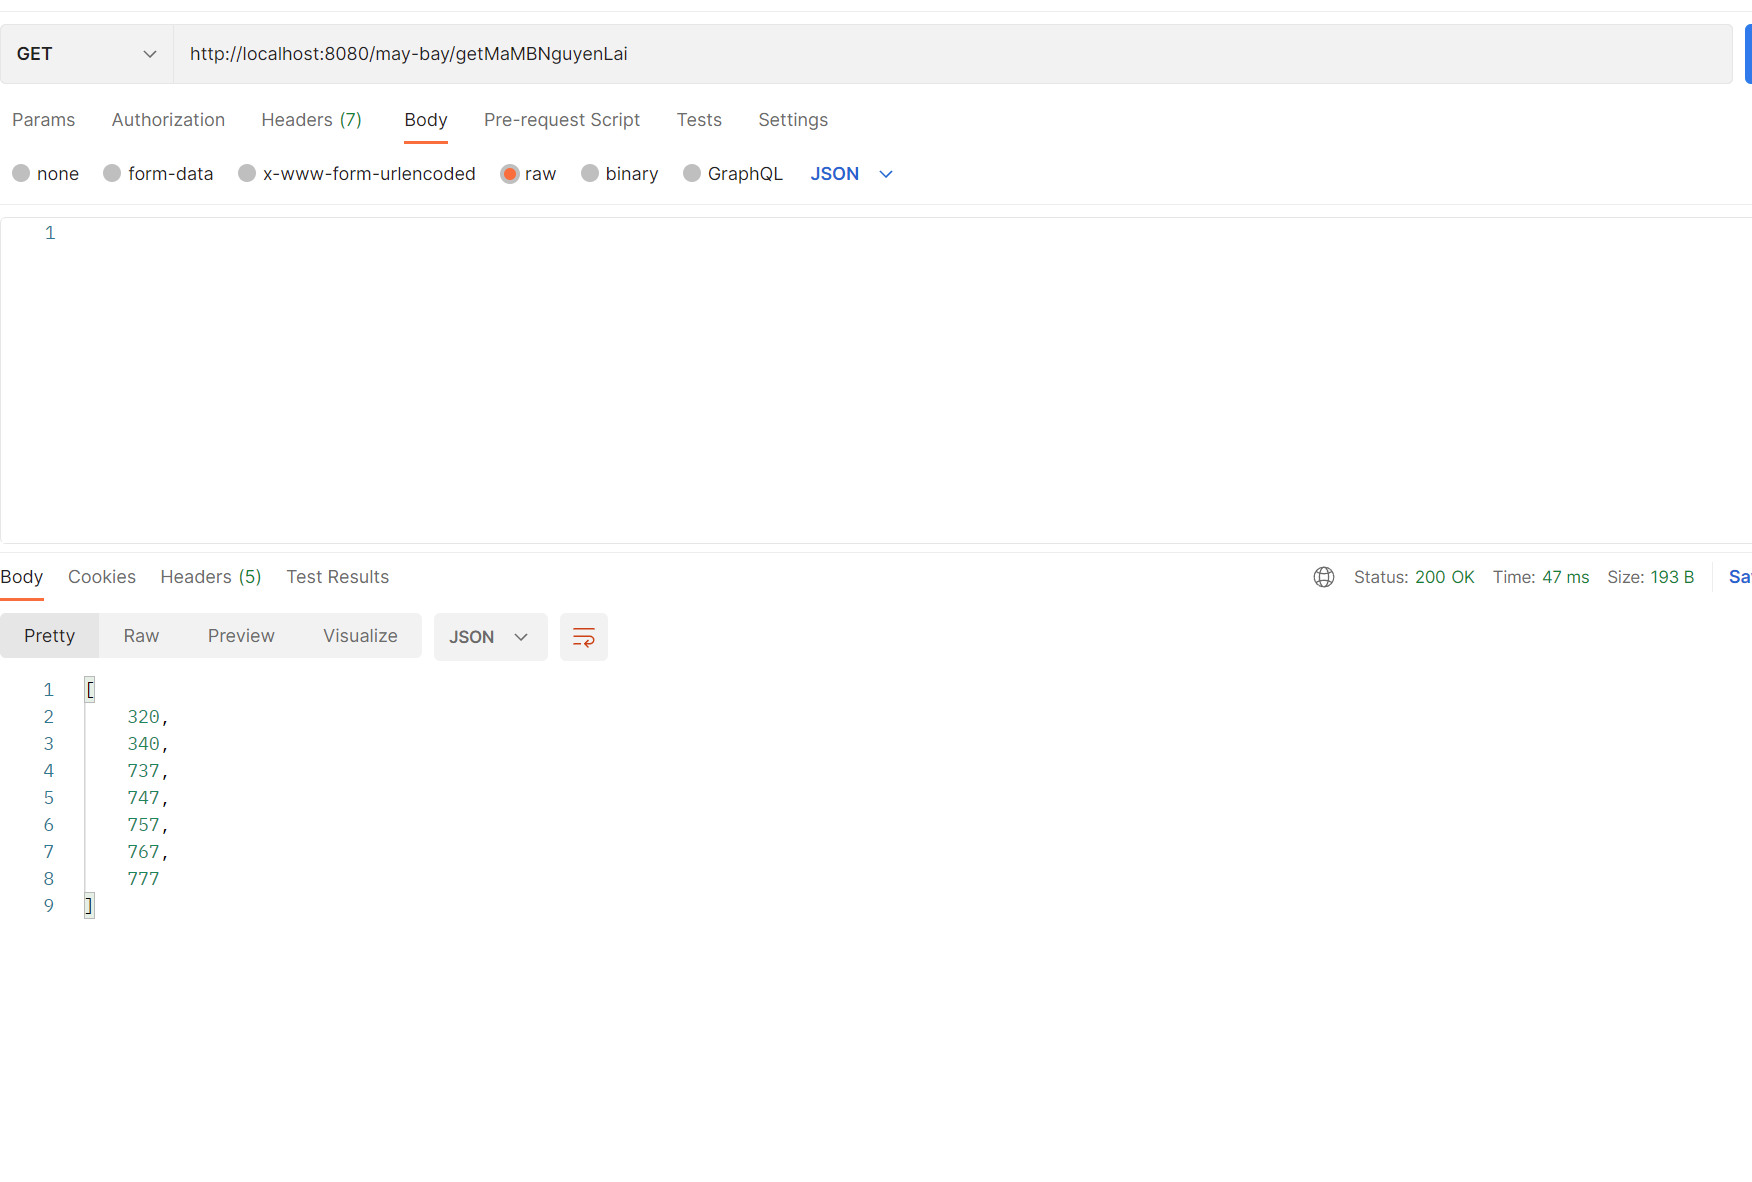 GET http://localhost:8080/may-bay/getMaMBNguyenLai
Params Authorization Headers (7) Body Pre-request Script Tests Settings
none form-data x-www-form-urlencoded raw binary GraphQL JSON
1
Body Cookies Headers (5) Test Results Status: 200 OK Time: 47 ms Size: 193 B Sa
Pretty Raw Preview Visualize JSON
1 [
2 320,
3 340,
4 737,
5 747,
6 757,
7 767,
8 777
9 ]